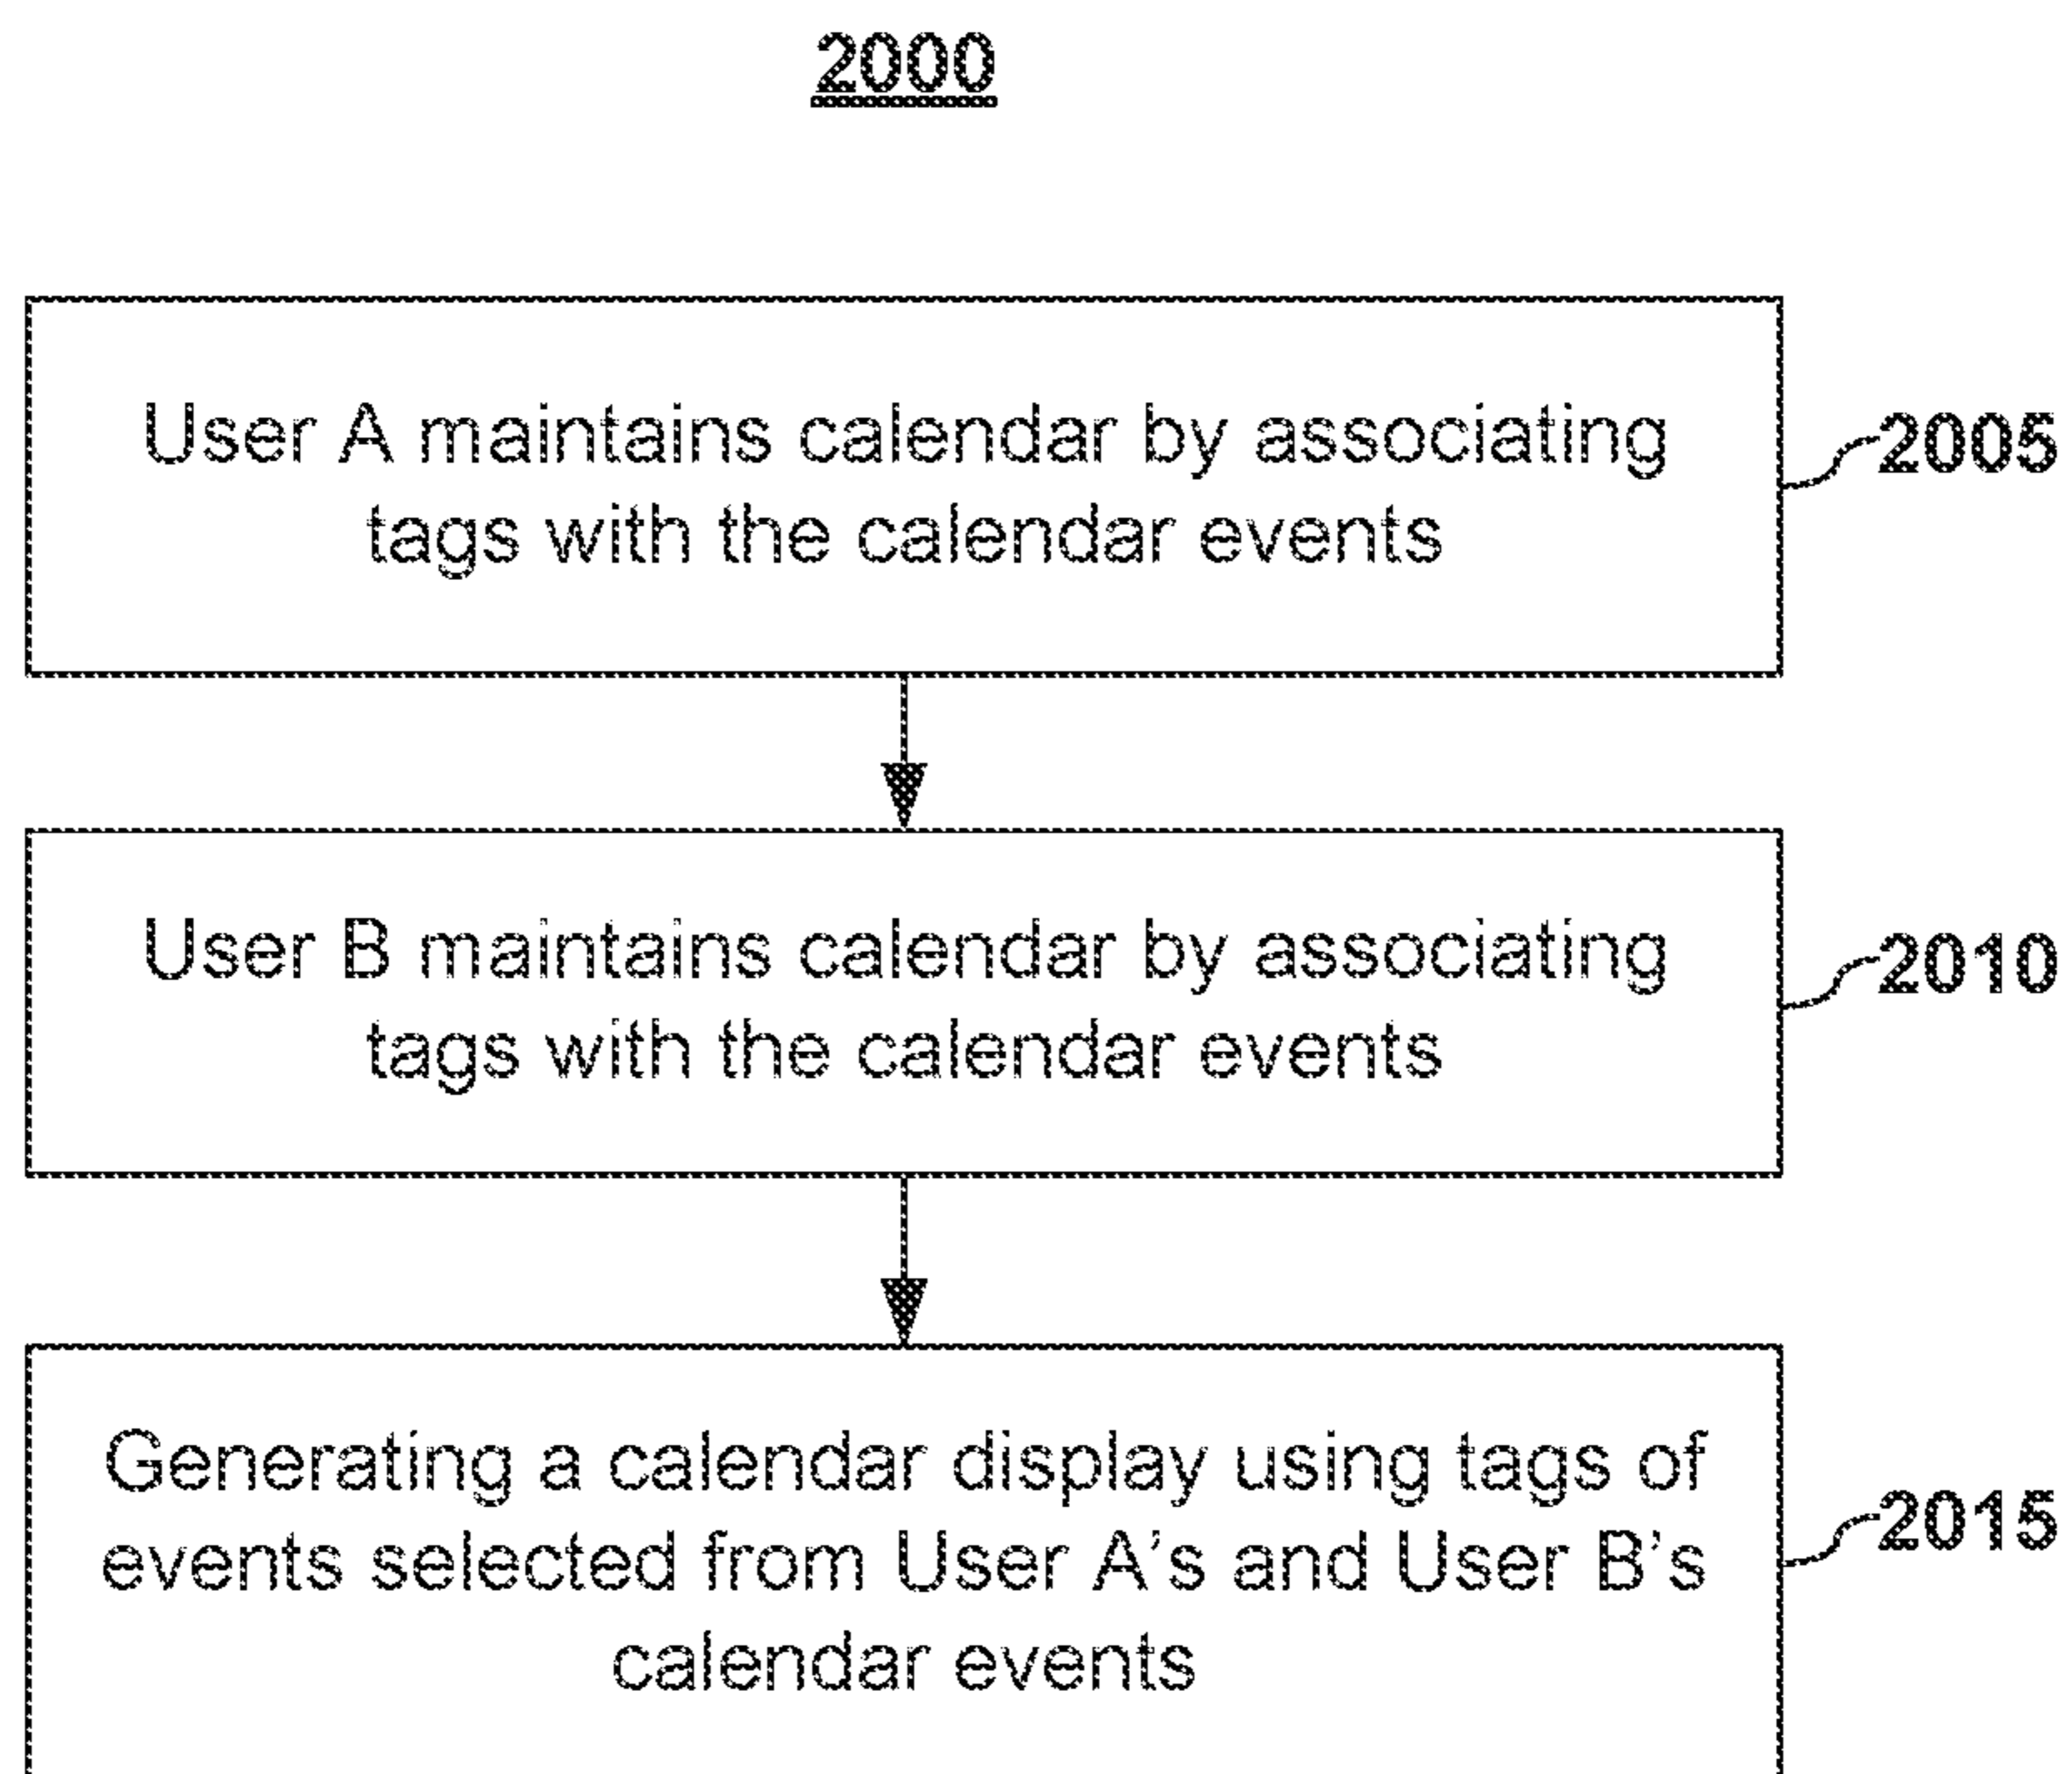 2000
User A maintains calendar by associating
tags with the calendar events
2005
User B maintains calendar by associating
tags with the calendar events
2010
Generating a calendar display using tags of
events selected from User A's and User B's
calendar events
2015